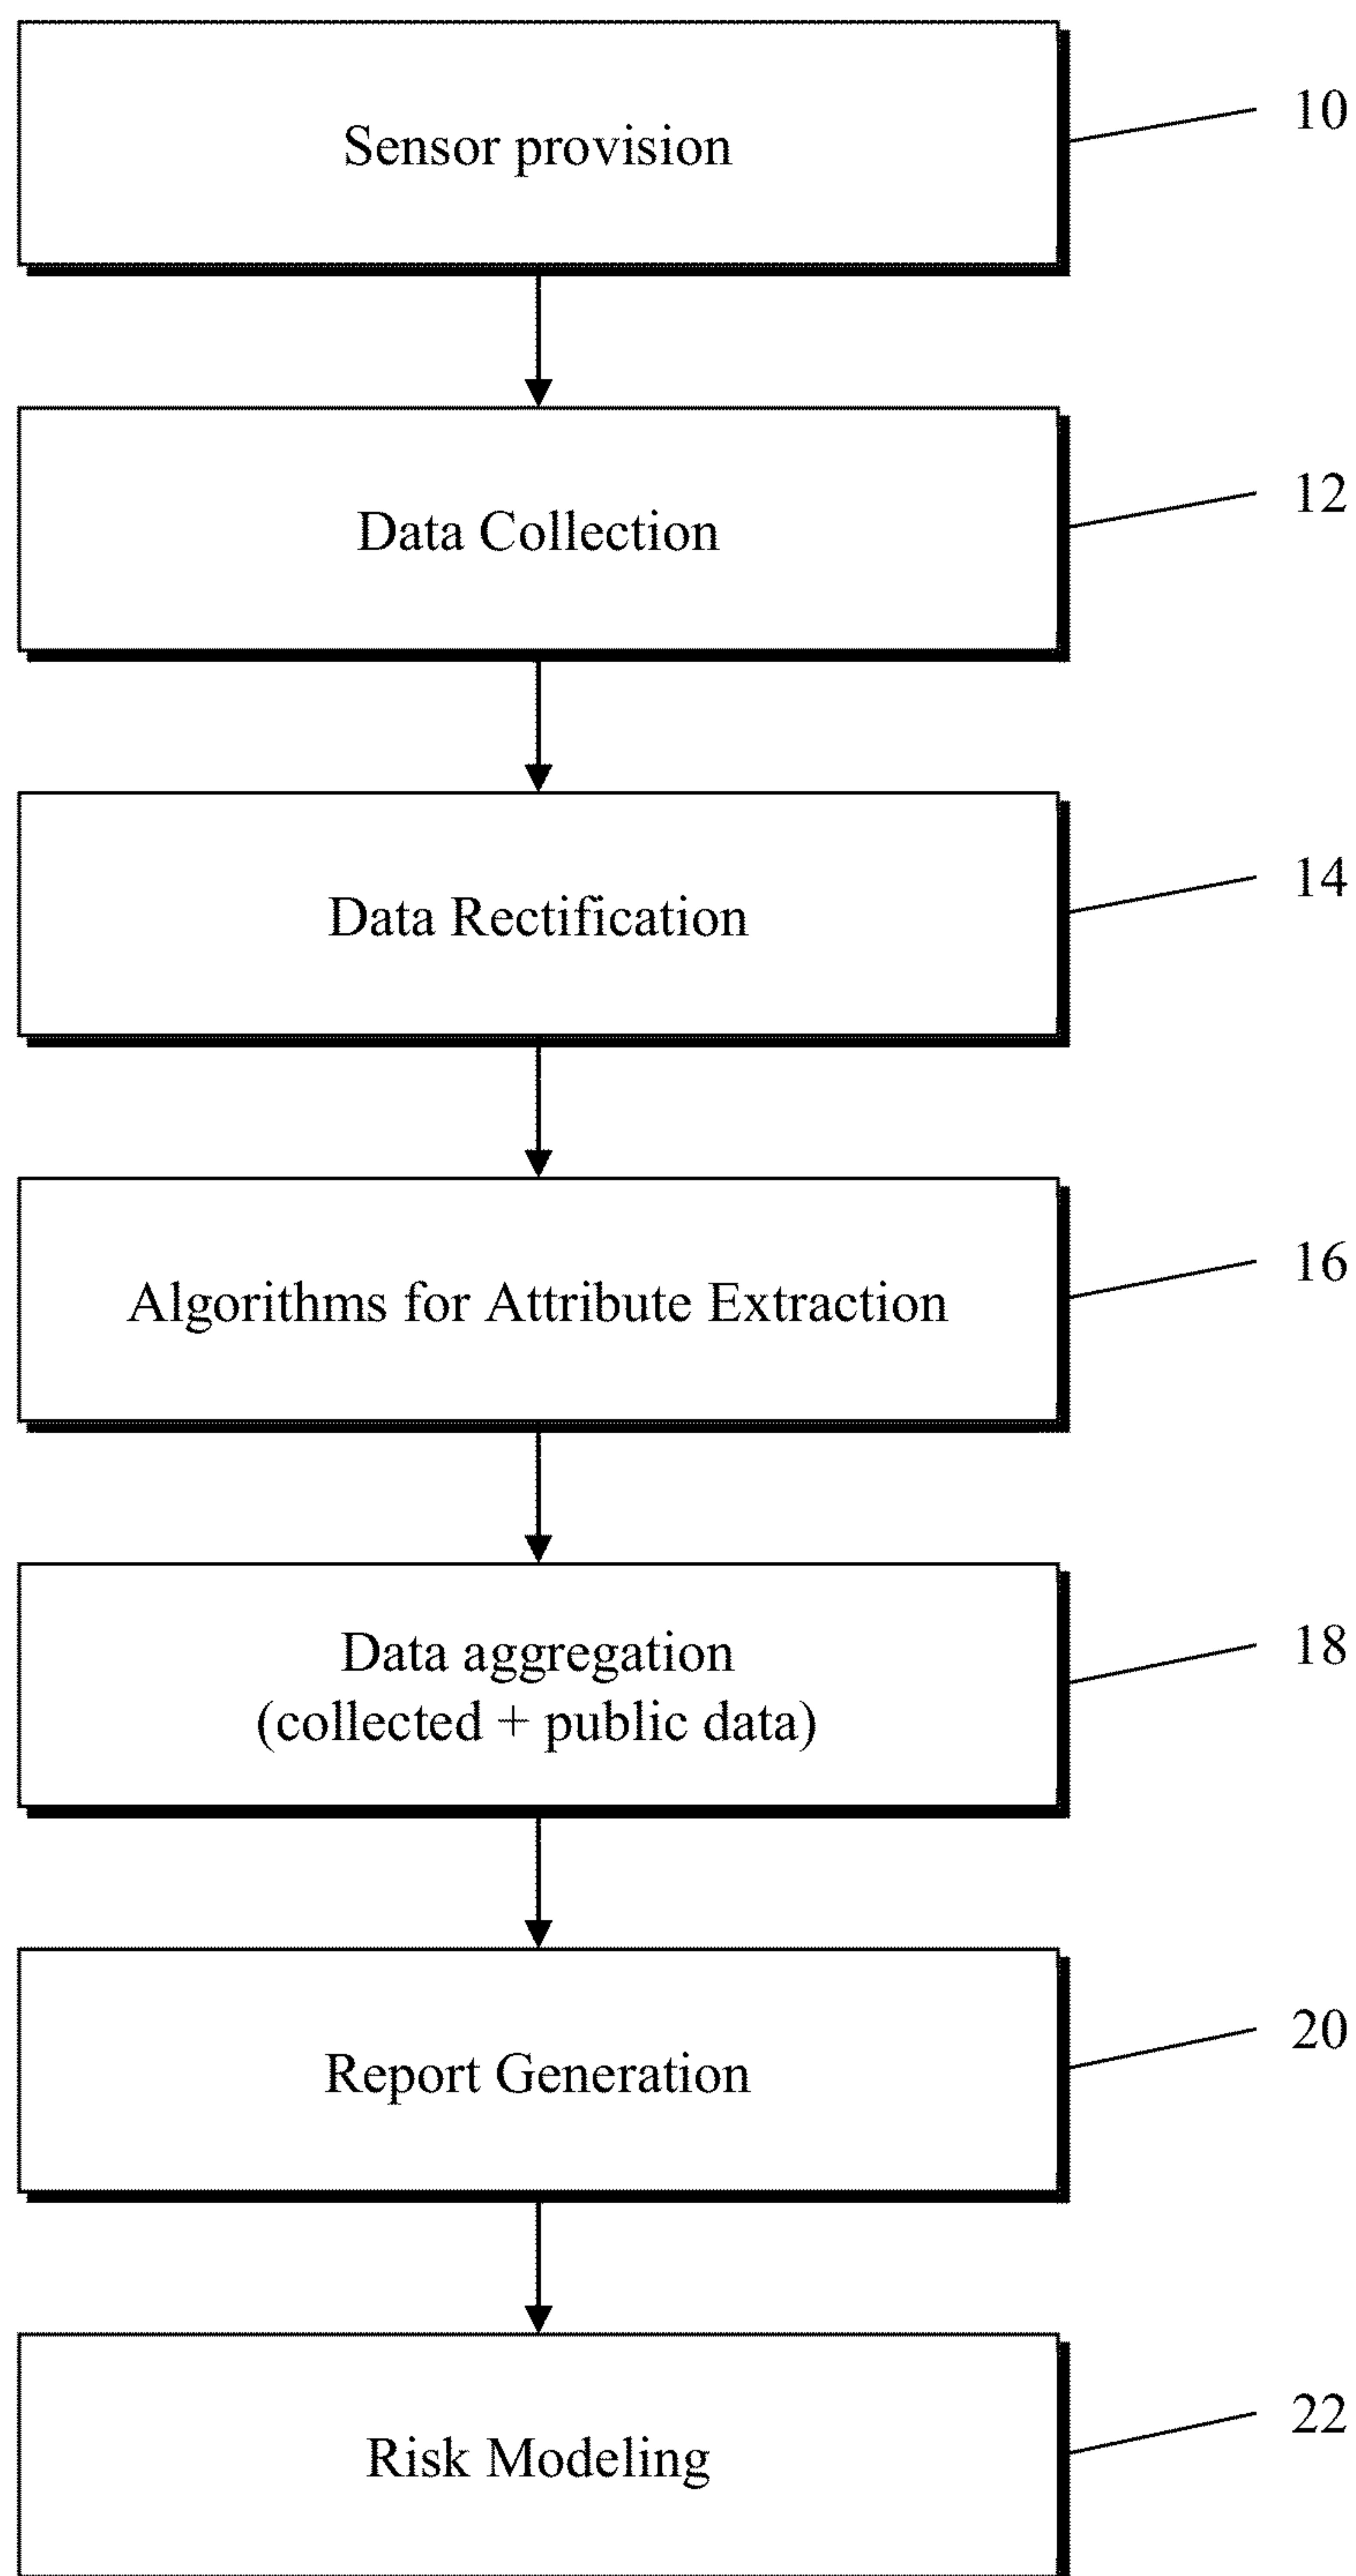 Sensor provision
10
Data Collection
12
Data Rectification
14
Algorithms for Attribute Extraction
16
Data aggregation
(collected + public data)
18
Report Generation
20
Risk Modeling
22